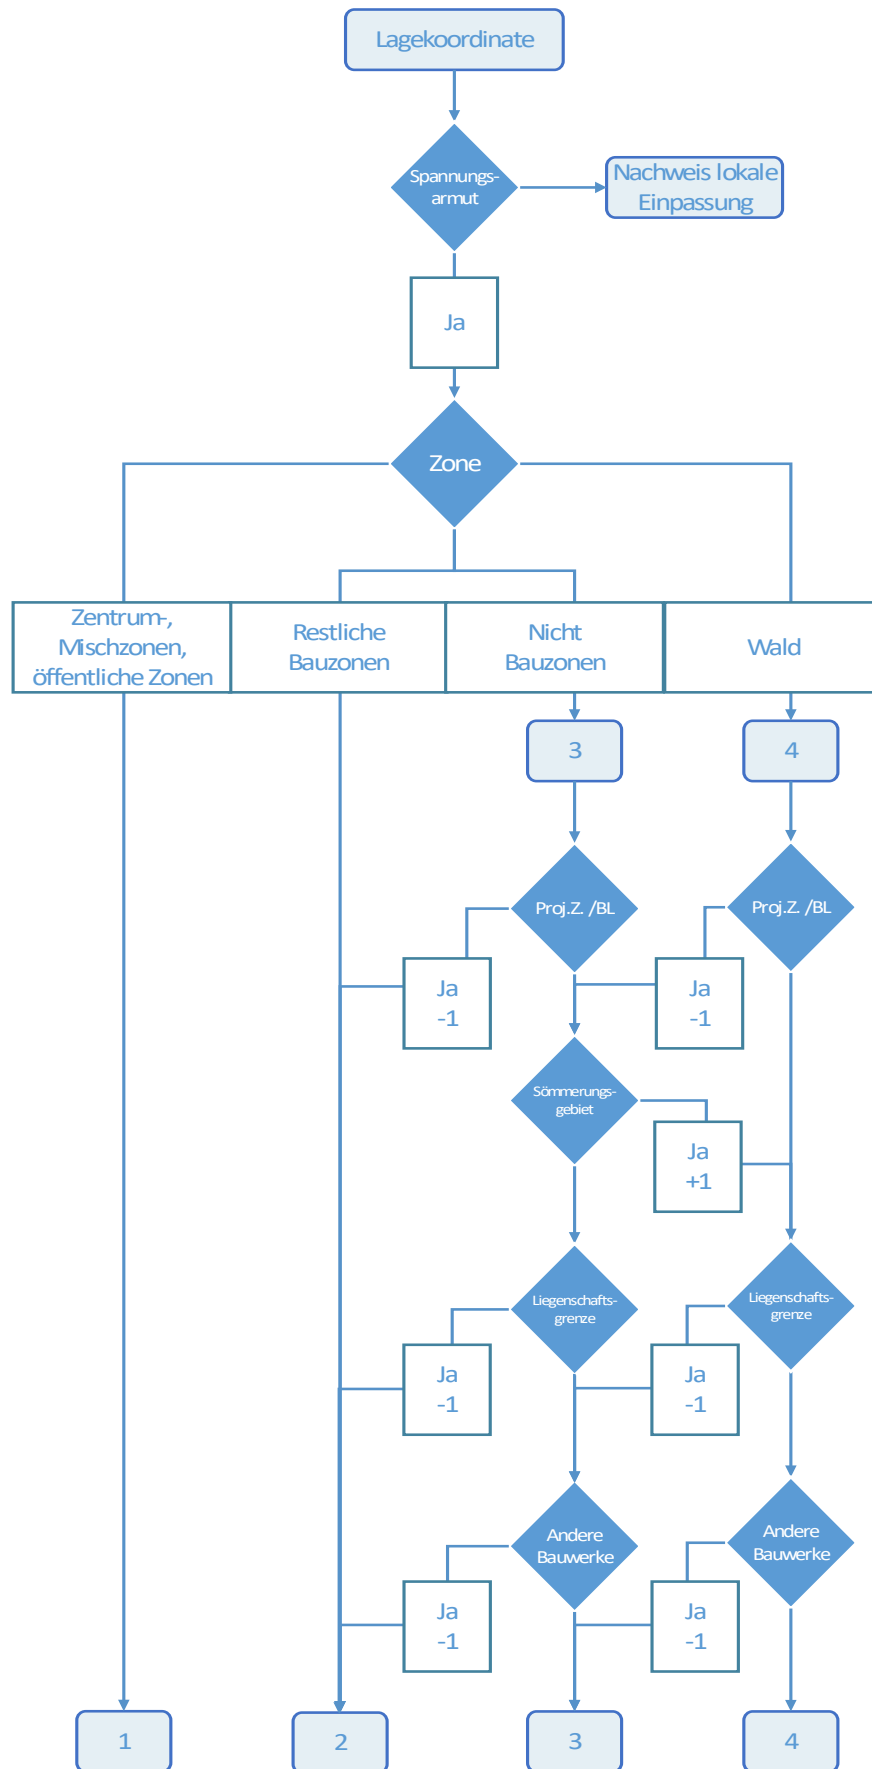 Lagekoordinate
Spannungs-
armut
Nachweis lokale
Einpassung
Ja
Zone
Zentrum-,
Mischzonen,
öffentliche Zonen
Restliche
Bauzonen
Nicht
Bauzonen
Wald
3
4
Proj.Z. /BL
Proj.Z. /BL
Ja
-1
Ja
-1
Sömmerungs-
gebiet
Ja
+1
Liegenschafts-
grenze
Liegenschafts-
grenze
Ja
-1
Ja
-1
Andere
Bauwerke
Andere
Bauwerke
Ja
-1
Ja
-1
1
2
3
4